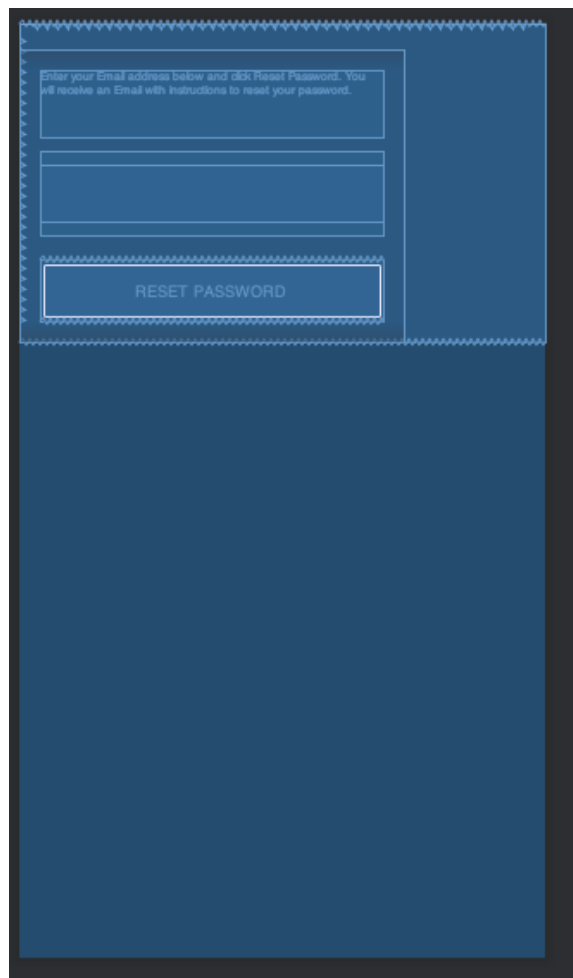 Enter your Email address below and click Reset Password. You
will receive an Email with instructions to reset your password.
RESET PASSWORD